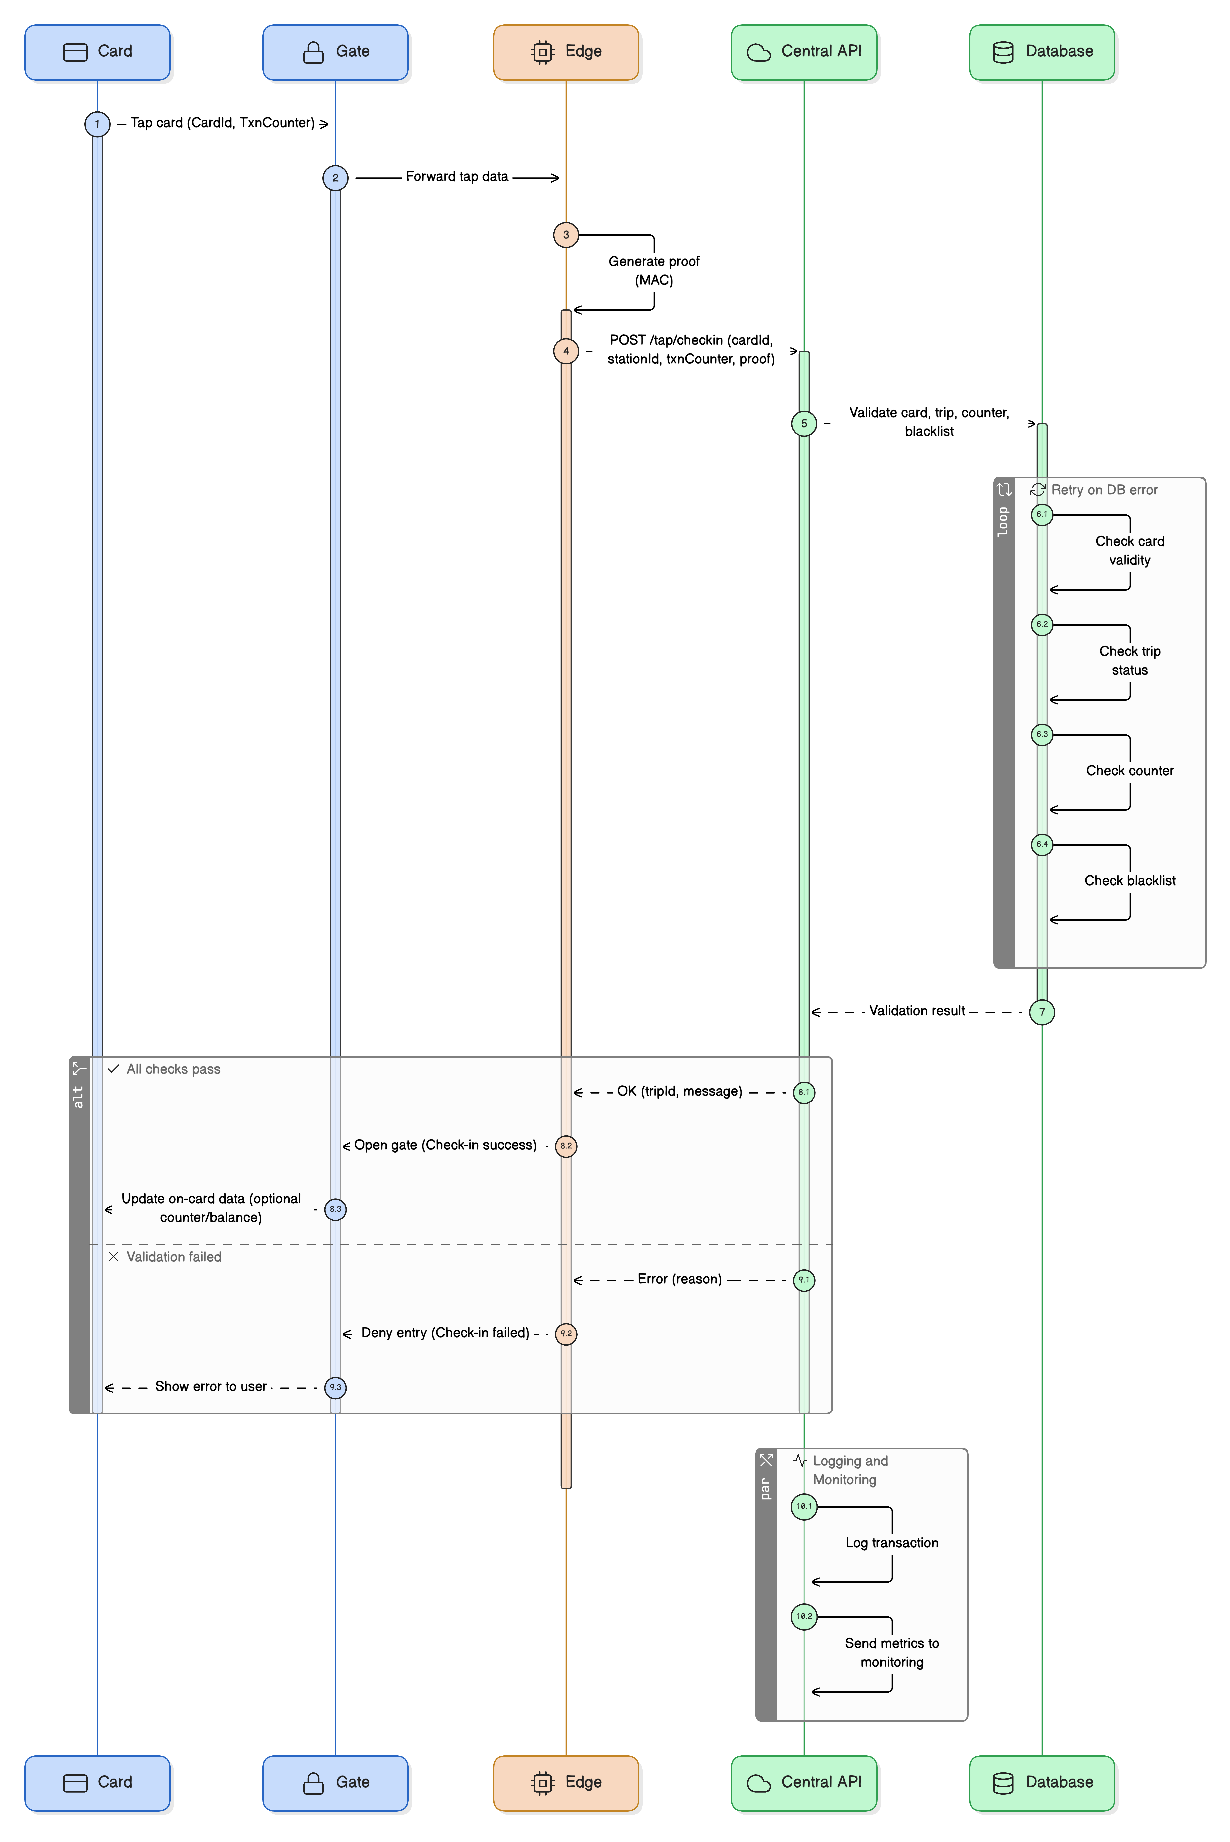 Card
Gate
Edge
Central API
Database
1
Tap card (CardId, TxnCounter)
2
Forward tap data
3
Generate proof
(MAC)
4
POST /tap/checkin (cardId,
stationId, txnCounter, proof)
5
Validate card, trip, counter,
blacklist
loop
Retry on DB error
6.1
Check card
validity
6.2
Check trip
status
6.3
Check counter
6.4
Check blacklist
Validation result
7
alt
All checks pass
OK (tripId, message)
8.1
Open gate (Check-in success)
8.2
Update on-card data (optional
counter/balance)
8.3
Validation failed
Error (reason)
9.1
Deny entry (Check-in failed)
9.2
Show error to user
9.3
par
Logging and
Monitoring
10.1
Log transaction
10.2
Send metrics to
monitoring
Card
Gate
Edge
Central API
Database